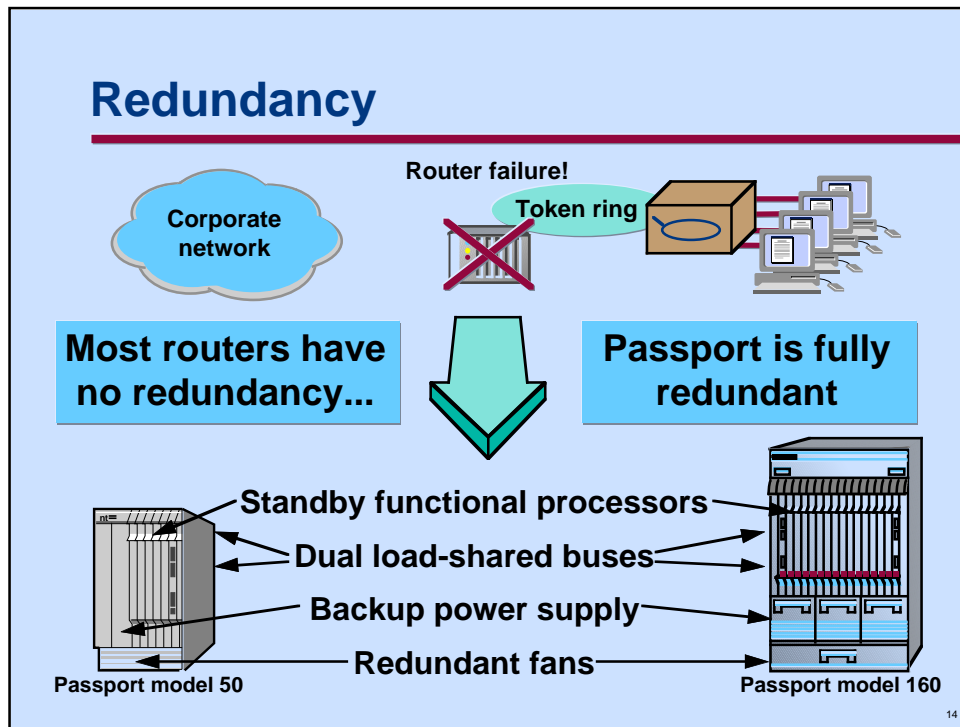 Redundancy
Router failure!
Corporate
network
Token ring
Most routers have
no redundancy...
Passport is fully
redundant
Standby functional processors
Dual load-shared buses
Backup power supply
Redundant fans
nt
Passport model 50
Passport model 160
14